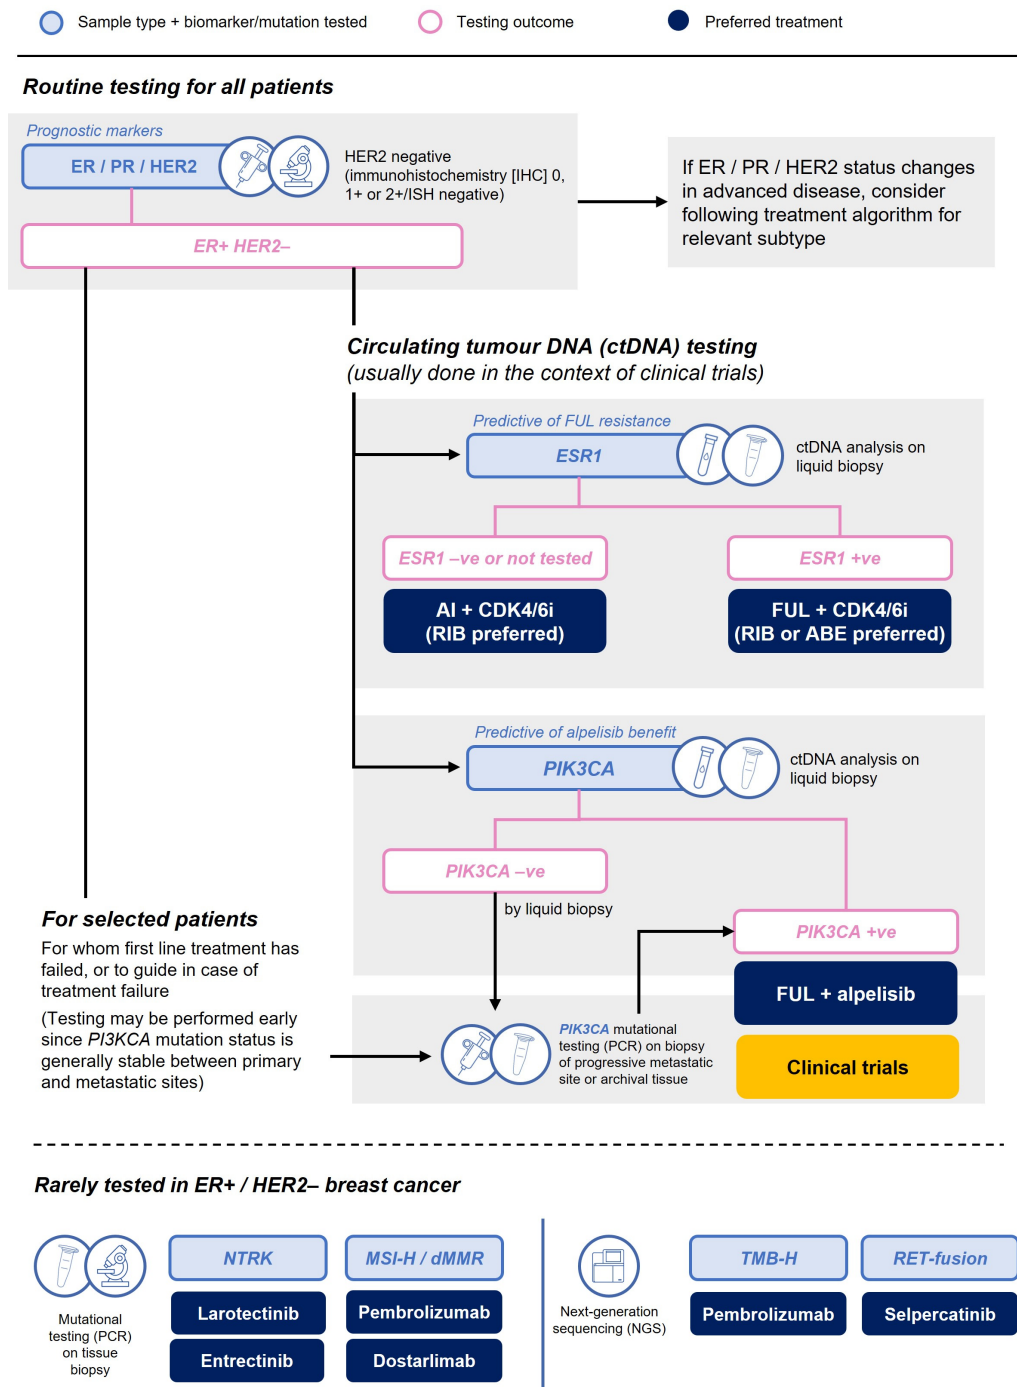 Sample type + biomarker/mutation tested
Testing outcome
Preferred treatment
Routine testing for all patients
Prognostic markers
ER / PR / HER2
HER2 negative
(immunohistochemistry [IHC] 0,
1+ or 2+/ISH negative)
ER+ HER2–
If ER / PR / HER2 status changes
in advanced disease, consider
following treatment algorithm for
relevant subtype
Circulating tumour DNA (ctDNA) testing
(usually done in the context of clinical trials)
Predictive of FUL resistance
ESR1
ctDNA analysis on
liquid biopsy
ESR1 –ve or not tested
ESR1 +ve
AI + CDK4/6i
(RIB preferred)
FUL + CDK4/6i
(RIB or ABE preferred)
Predictive of alpelisib benefit
PIK3CA
ctDNA analysis on
liquid biopsy
PIK3CA –ve
by liquid biopsy
PIK3CA +ve
FUL + alpelisib
Clinical trials
For selected patients
For whom first line treatment has
failed, or to guide in case of
treatment failure
(Testing may be performed early
since PI3KCA mutation status is
generally stable between primary
and metastatic sites)
PIK3CA mutational
testing (PCR) on biopsy
of progressive metastatic
site or archival tissue
Rarely tested in ER+ / HER2– breast cancer
Mutational
testing (PCR)
on tissue
biopsy
NTRK
Larotectinib
Entrectinib
MSI-H / dMMR
Pembrolizumab
Dostarlimab
Next-generation
sequencing (NGS)
TMB-H
Pembrolizumab
RET-fusion
Selpercatinib